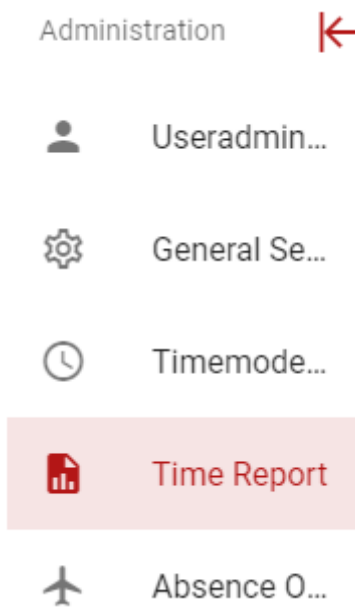 Administration
Useradmin...
General Se...
Timemode...
Time Report
Absence O...